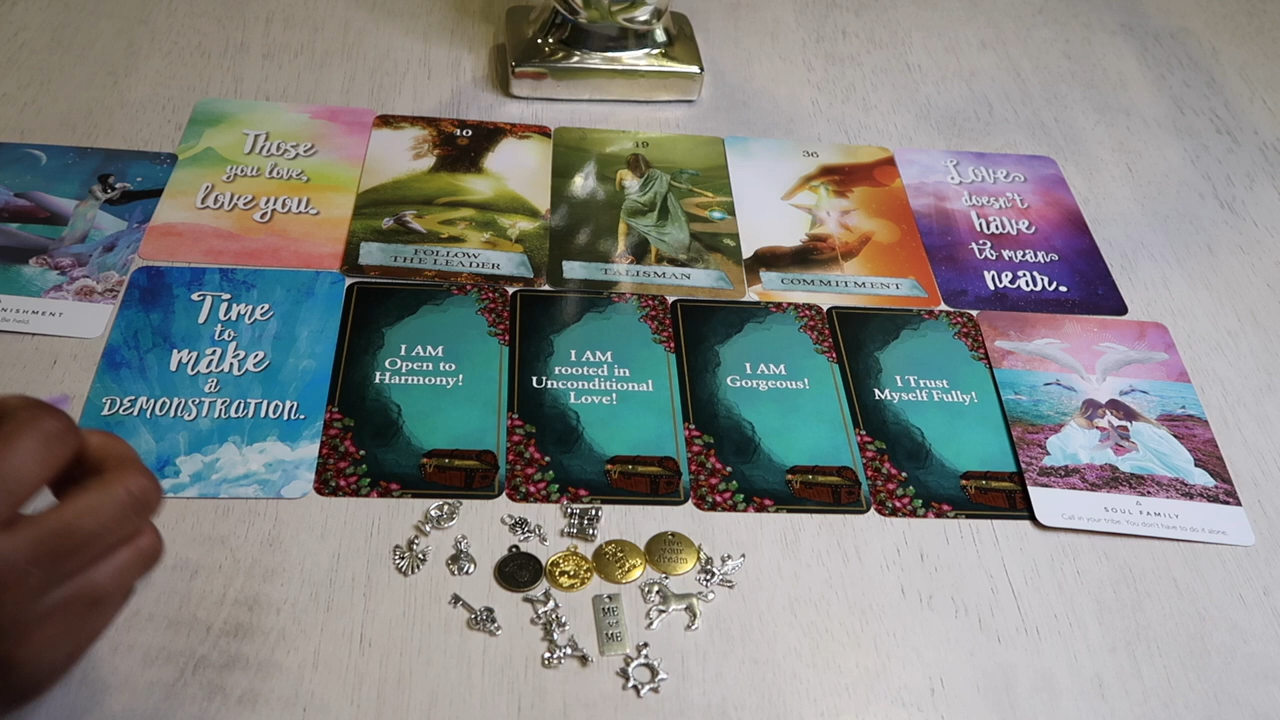 Those
you love,
love you.
10
FOLLOW
THE LEADER
19
TALISMAN
36
COMMITMENT
Love
doesn't
have
to mean
near.
NISHMENT
Be Field.
Time
to
make
a
DEMONSTRATION.
I AM
Open to
Harmony!
I AM
rooted in
Unconditional
Love!
I AM
Gorgeous!
I Trust
Myself Fully!
SOUL FAMILY
Call in your tribe. You don't have to do it alone.
live
your
dream
ME
vs
ME